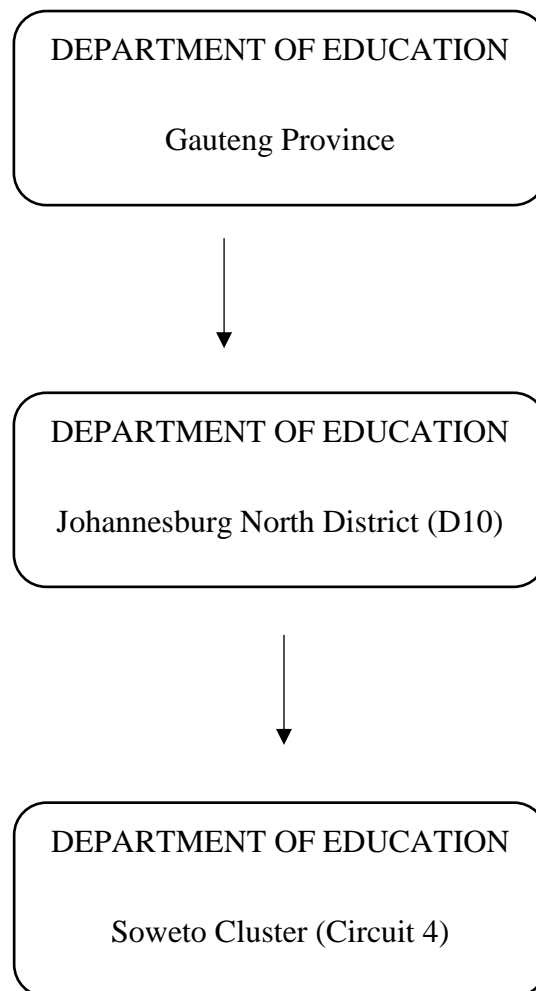 DEPARTMENT OF EDUCATION
Gauteng Province
DEPARTMENT OF EDUCATION
Johannesburg North District (D10)
DEPARTMENT OF EDUCATION
Soweto Cluster (Circuit 4)